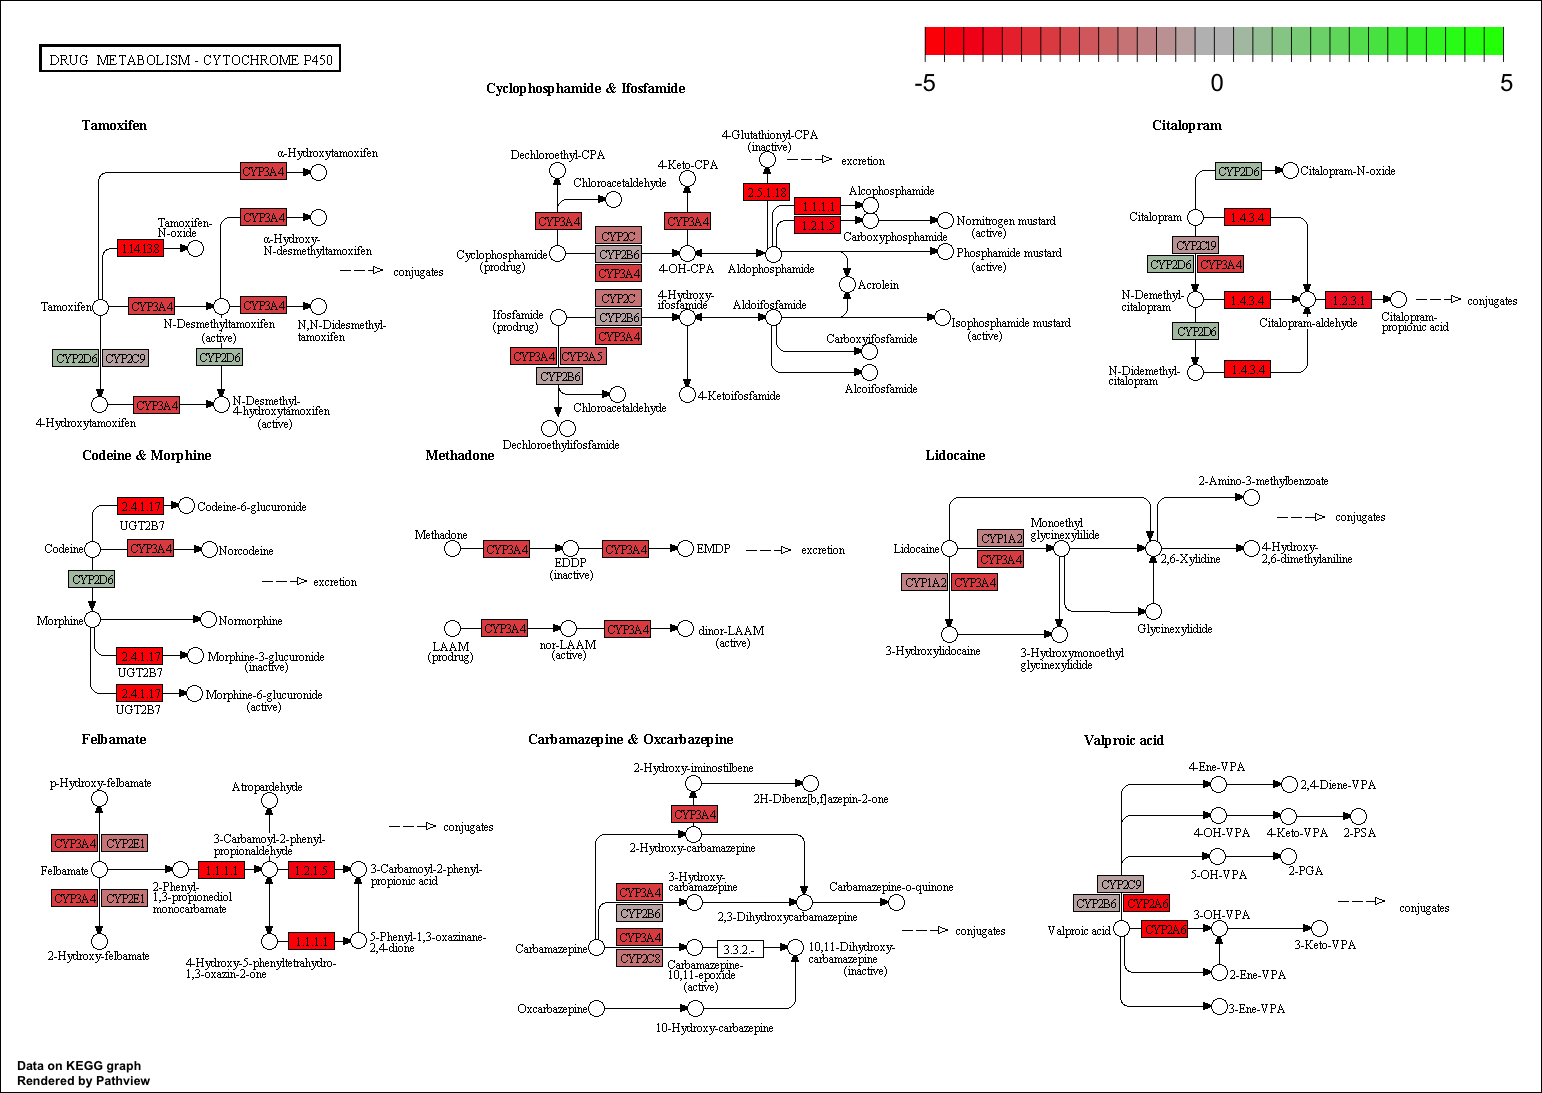 DRUG METABOLISM - CYTOCHROME P450
-5
0
5
Cyclophosphamide & Ifosfamide
Tamoxifen
Citalopram
CYP3A4
α-Hydroxytamoxifen
CYP3A4
α-Hydroxy-
N-desmethyltamoxifen
Tamoxifen-
N-oxide
1.14.13.8
conjugates
Tamoxifen
CYP3A4
N-Desmethyltamoxifen
(active)
CYP3A4
N,N-Didesmethyl-
tamoxifen
CYP2D6
CYP2C9
CYP2D6
4-Hydroxytamoxifen
CYP3A4
N-Desmethyl-
4-hydroxytamoxifen
(active)
Dechloroethyl-CPA
Chloroacetaldehyde
4-Keto-CPA
4-Glutathionyl-CPA
(inactive)
excretion
CYP3A4
CYP3A4
2.5.1.18
1.1.1.1
1.2.1.5
Alcophosphamide
Carboxyphosphamide
Nornitrogen mustard
(active)
Cyclophosphamide
(prodrug)
CYP2C
CYP2B6
CYP3A4
4-OH-CPA
Aldophosphamide
Phosphamide mustard
(active)
Acrolein
Ifosfamide
(prodrug)
CYP2C
CYP2B6
CYP3A4
4-Hydroxy-
ifosfamide
Aldoifosfamide
Isophosphamide mustard
(active)
CYP3A4
CYP3A5
CYP2B6
Carboxyifosfamide
Alcoifosfamide
4-Ketoifosfamide
Chloroacetaldehyde
Dechloroethylifosfamide
CYP2D6
Citalopram-N-oxide
Citalopram
1.4.3.4
CYP2C19
CYP2D6
CYP3A4
N-Demethyl-
citalopram
1.4.3.4
Citalopram-aldehyde
1.2.3.1
Citalopram-
propionic acid
conjugates
CYP2D6
N-Didemethyl-
citalopram
1.4.3.4
Codeine & Morphine
Methadone
Lidocaine
2.4.1.17
UGT2B7
Codeine-6-glucuronide
Codeine
CYP3A4
Norcodeine
CYP2D6
excretion
Morphine
Normorphine
2.4.1.17
UGT2B7
Morphine-3-glucuronide
(inactive)
2.4.1.17
UGT2B7
Morphine-6-glucuronide
(active)
Methadone
CYP3A4
EDDP
(inactive)
CYP3A4
EMDP
excretion
LAAM
(prodrug)
CYP3A4
nor-LAAM
(active)
CYP3A4
dinor-LAAM
(active)
2-Amino-3-methylbenzoate
conjugates
Lidocaine
CYP1A2
CYP3A4
Monoethyl
glycinexylilide
2,6-Xylidine
4-Hydroxy-
2,6-dimethylaniline
CYP1A2
CYP3A4
Glycinexylidide
3-Hydroxylidocaine
3-Hydroxymonoethyl
glycinexylidide
Felbamate
Carbamazepine & Oxcarbazepine
Valproic acid
p-Hydroxy-felbamate
Atropardehyde
CYP3A4
CYP2E1
3-Carbamoyl-2-phenyl-
propionaldehyde
conjugates
Felbamate
1.1.1.1
1.2.1.5
3-Carbamoyl-2-phenyl-
propionic acid
CYP3A4
CYP2E1
2-Phenyl-
1,3-propionediol
monocarbamate
2-Hydroxy-felbamate
1.1.1.1
5-Phenyl-1,3-oxazinane-
2,4-dione
4-Hydroxy-5-phenyltetrahydro-
1,3-oxazin-2-one
2-Hydroxy-iminostilbene
2H-Dibenz[b,f]azepin-2-one
CYP3A4
2-Hydroxy-carbamazepine
CYP3A4
CYP2B6
3-Hydroxy-
carbamazepine
2,3-Dihydroxycarbamazepine
Carbamazepine-o-quinone
conjugates
Carbamazepine
CYP3A4
CYP2C8
Carbamazepine-
10,11-epoxide
(active)
3.3.2.-
10,11-Dihydroxy-
carbamazepine
(inactive)
Oxcarbazepine
10-Hydroxy-carbazepine
4-Ene-VPA
2,4-Diene-VPA
4-OH-VPA
4-Keto-VPA
2-PSA
5-OH-VPA
2-PGA
CYP2C9
CYP2B6
CYP2A6
conjugates
Valproic acid
CYP2A6
3-OH-VPA
3-Keto-VPA
2-Ene-VPA
3-Ene-VPA
Data on KEGG graph
Rendered by Pathview